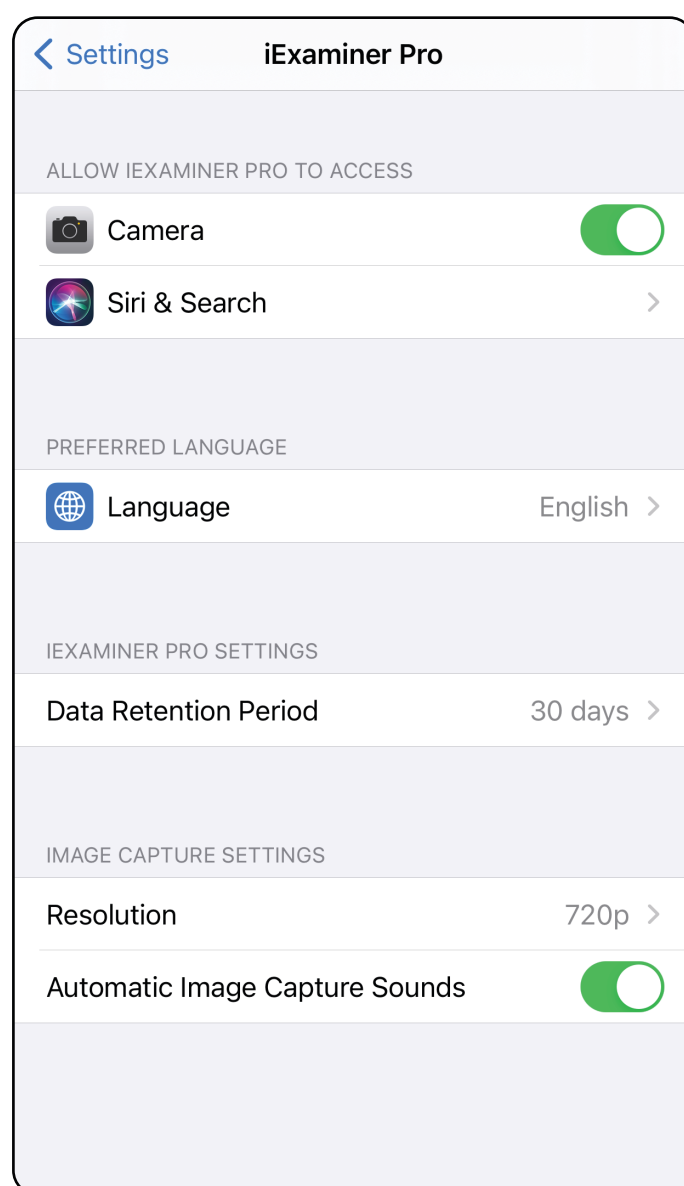 Settings iExaminer Pro
ALLOW IEXAMINER PRO TO ACCESS
Camera
Siri & Search
PREFERRED LANGUAGE
Language English
IEXAMINER PRO SETTINGS
Data Retention Period 30 days
IMAGE CAPTURE SETTINGS
Resolution 720p
Automatic Image Capture Sounds